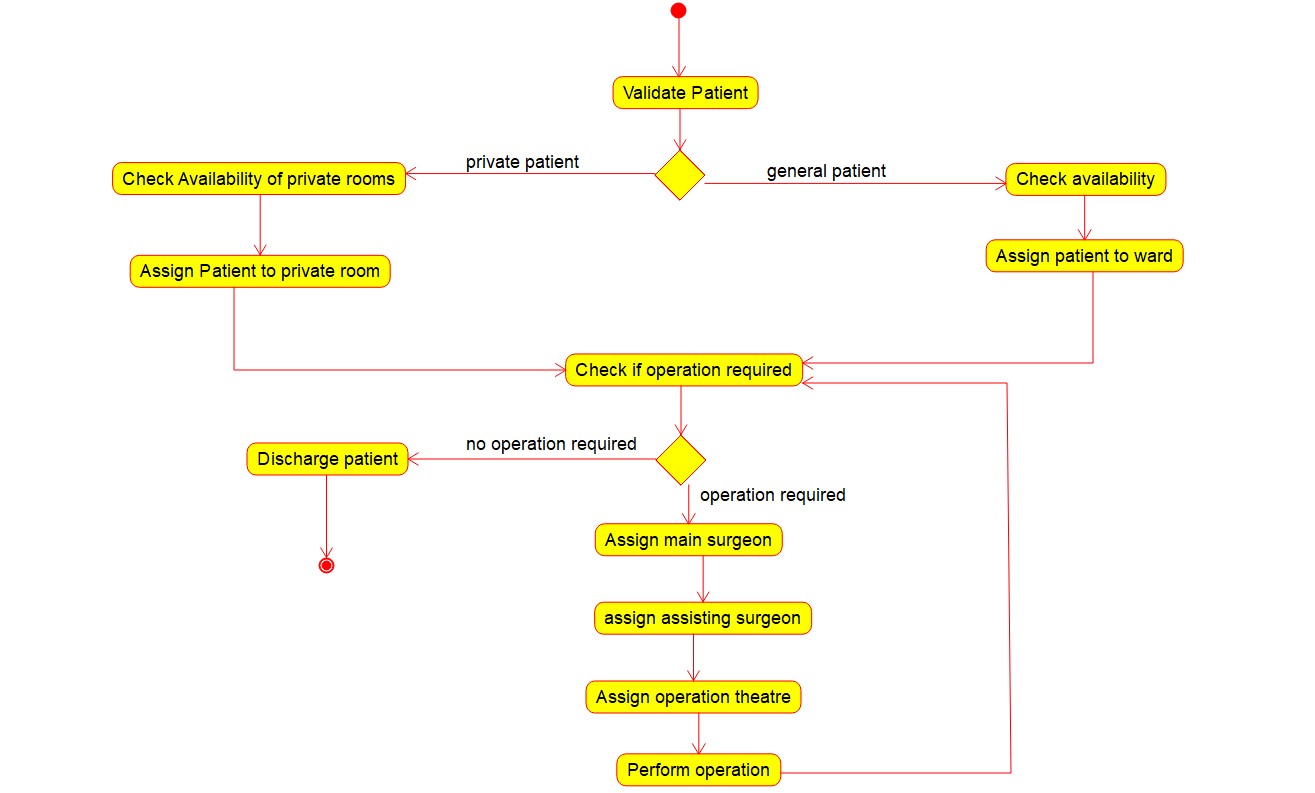 Validate Patient
private patient
general patient
Check Availability of private rooms
Check availability
Assign Patient to private room
Assign patient to ward
Check if operation required
no operation required
Discharge patient
operation required
Assign main surgeon
assign assisting surgeon
Assign operation theatre
Perform operation